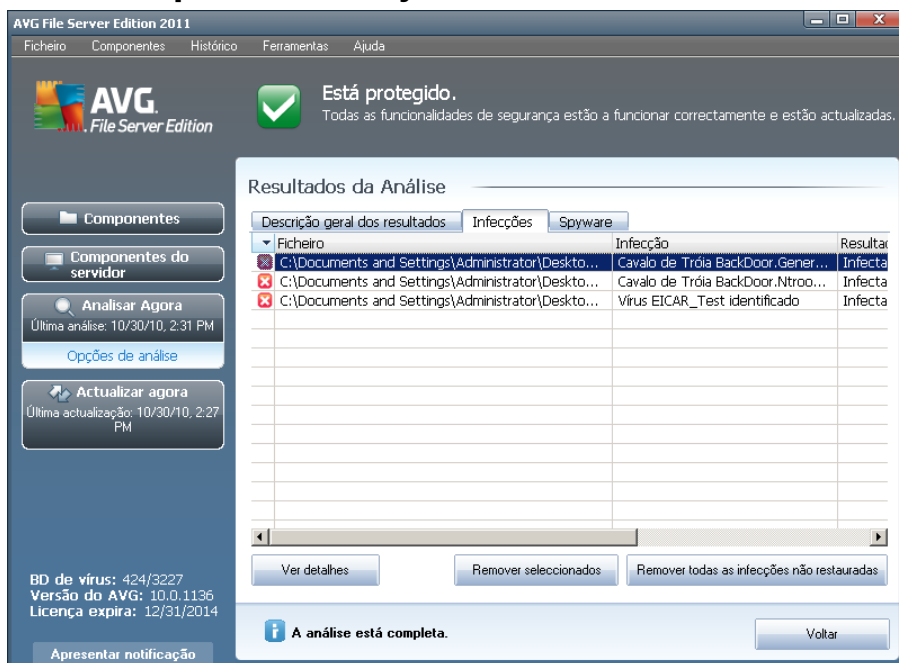 AVG File Server Edition 2011
Ficheiro Componentes Histórico Ferramentas Ajuda
AVG.
File Server Edition
Está protegido.
Todas as funcionalidades de segurança estão a funcionar correctamente e estão actualizadas.
Componentes
Componentes do
servidor
Analisar Agora
Última análise: 10/30/10, 2:31 PM
Opções de análise
Actualizar agora
Última actualização: 10/30/10, 2:27
PM
BD de vírus: 424/3227
Versão do AVG: 10.0.1136
Licença expira: 12/31/2014
Apresentar notificação
Resultados da Análise
Descrição geral dos resultados Infecções Spyware
Ficheiro Infecção Resulta
C:\Documents and Settings\Administrator\Deskto... Cavalo de Tróia BackDoor.Gener... Infecta
C:\Documents and Settings\Administrator\Deskto... Cavalo de Tróia BackDoor.Ntroo... Infecta
C:\Documents and Settings\Administrator\Deskto... Vírus EICAR_Test identificado Infecta
Ver detalhes Remover seleccionados Remover todas as infecções não restauradas
A análise está completa.
Voltar